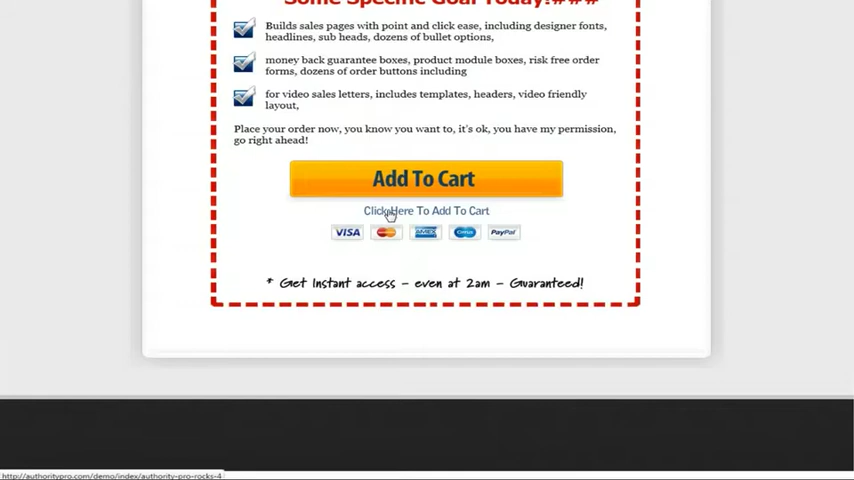 Some Specific Goal Today!###
Builds sales pages with point and click ease, including designer fonts,
headlines, sub heads, dozens of bullet options,
money back guarantee boxes, product module boxes, risk free order
forms, dozens of order buttons including
for video sales letters, includes templates, headers, video friendly
layout,
Place your order now, you know you want to, it's ok, you have my permission,
go right ahead!
Add To Cart
Click Here To Add To Cart
VISA MasterCard AMEX Cirrus PayPal
* Get Instant access – even at 2am – Guaranteed!
http://authoritypro.com/demo/index/authority-pro-rocks-4